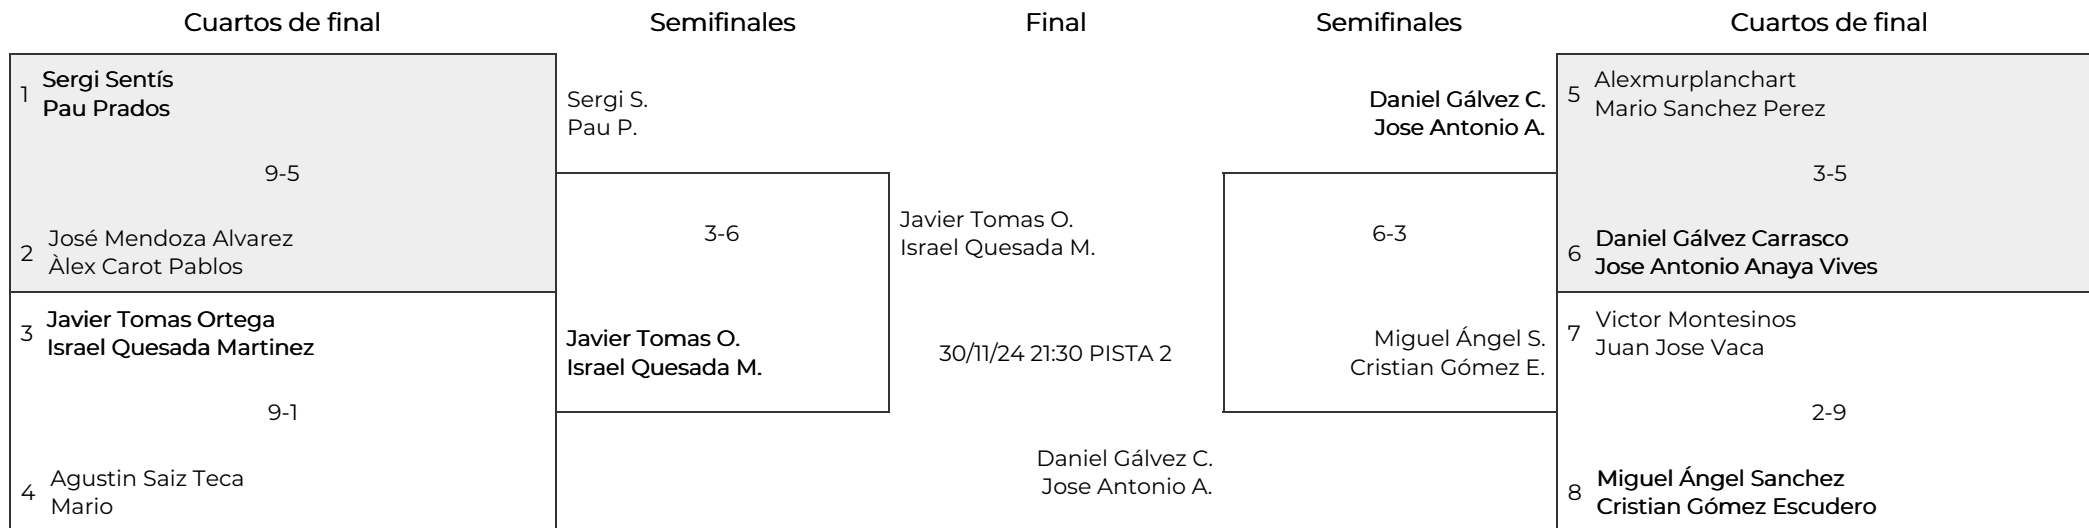 Cuartos de final
Semifinales
Final
Semifinales
Cuartos de final
1
Sergi Sentís
Pau Prados
9-5
2
José Mendoza Alvarez
Àlex Carot Pablos
3
Javier Tomas Ortega
Israel Quesada Martinez
9-1
4
Agustin Saiz Teca
Mario
Sergi S.
Pau P.
3-6
Javier Tomas O.
Israel Quesada M.
Javier Tomas O.
Israel Quesada M.
30/11/24 21:30 PISTA 2
Daniel Gálvez C.
Jose Antonio A.
Daniel Gálvez C.
Jose Antonio A.
6-3
Miguel Ángel S.
Cristian Gómez E.
5
Alexmurplanchart
Mario Sanchez Perez
3-5
6
Daniel Gálvez Carrasco
Jose Antonio Anaya Vives
7
Victor Montesinos
Juan Jose Vaca
2-9
8
Miguel Ángel Sanchez
Cristian Gómez Escudero